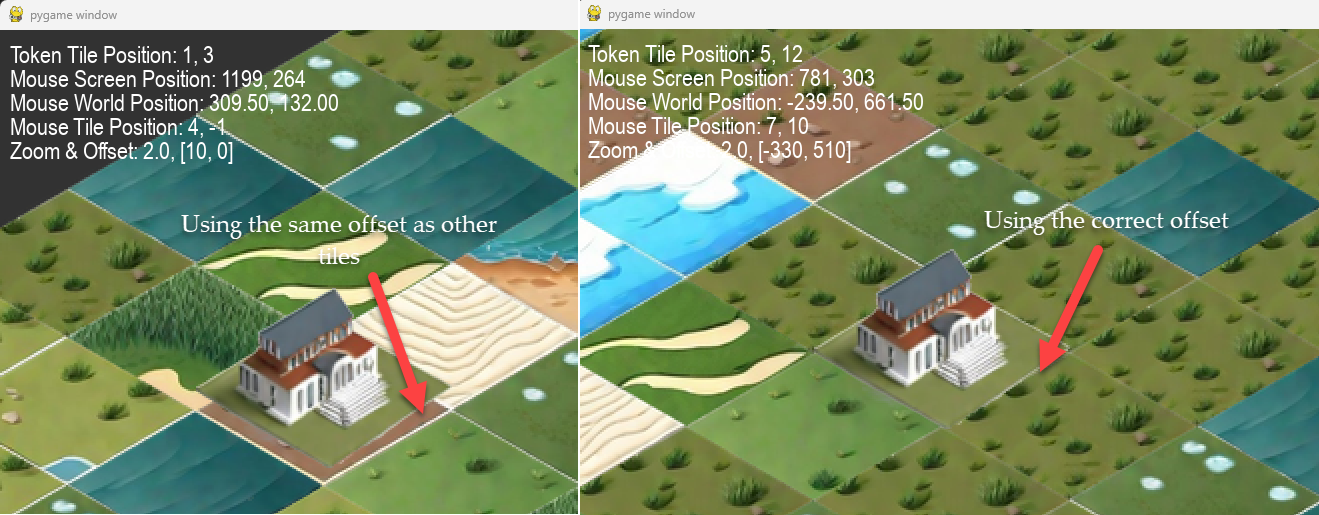 pygame window
Token Tile Position: 1, 3
Mouse Screen Position: 1199, 264
Mouse World Position: 309.50, 132.00
Mouse Tile Position: 4, -1
Zoom & Offset: 2.0, [10, 0]
Using the same offset as other
tiles
pygame window
Token Tile Position: 5, 12
Mouse Screen Position: 781, 303
Mouse World Position: -239.50, 661.50
Mouse Tile Position: 7, 10
Zoom & 2.0, [-330, 510]
Using the correct offset